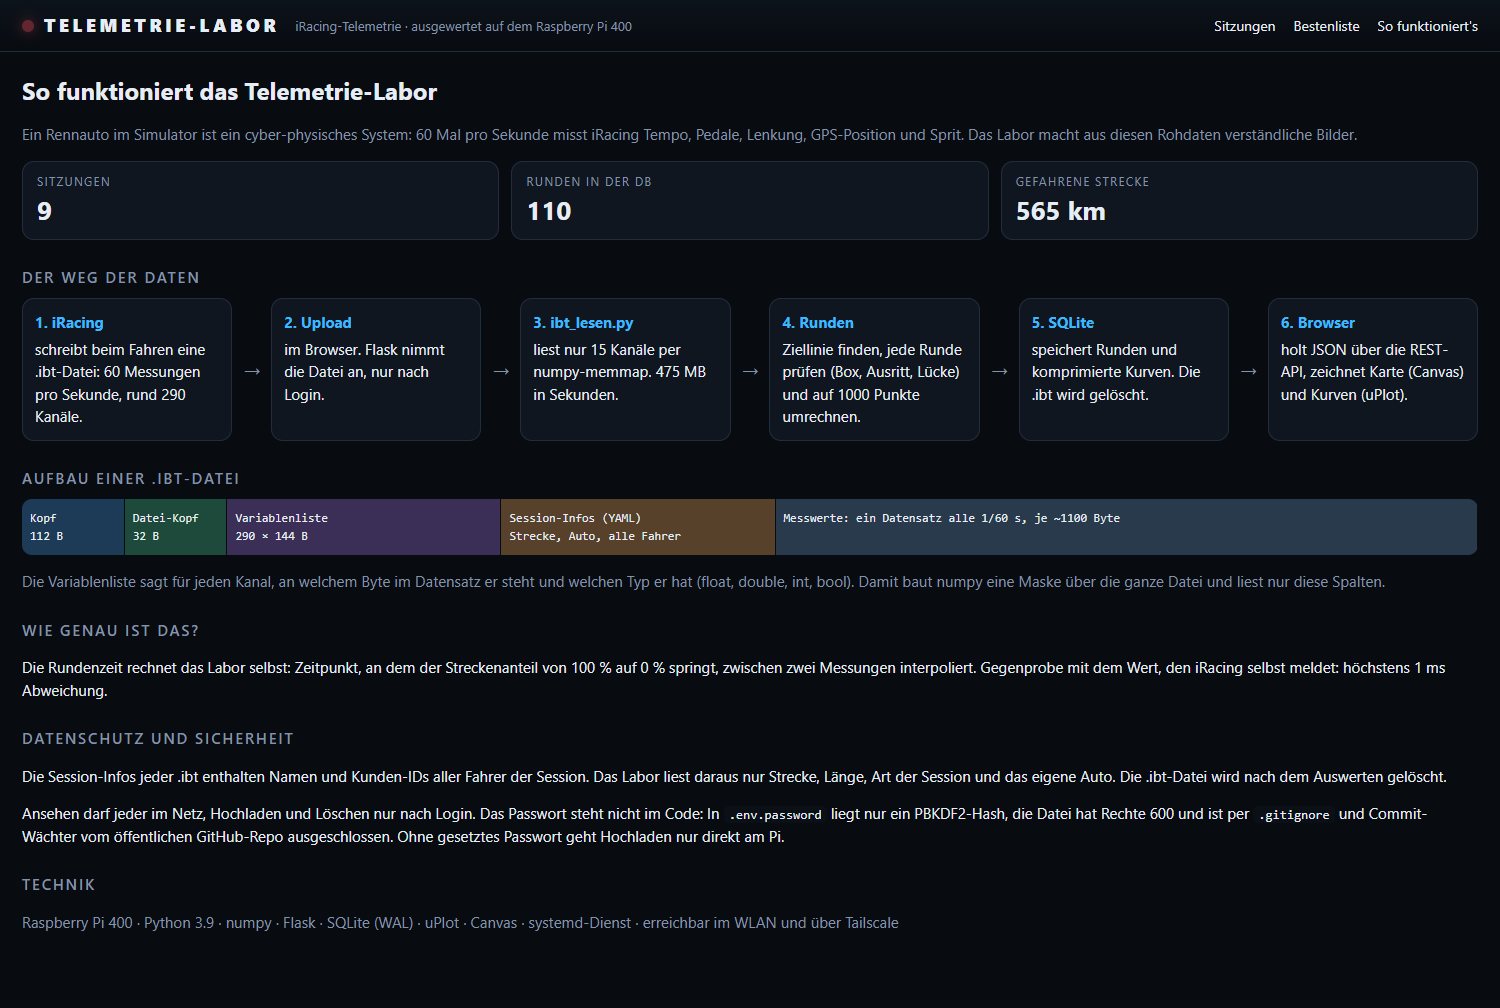 TELEMETRIE-LABOR iRacing-Telemetrie · ausgewertet auf dem Raspberry Pi 400 Sitzungen Bestenliste So funktioniert's
So funktioniert das Telemetrie-Labor
Ein Rennauto im Simulator ist ein cyber-physisches System: 60 Mal pro Sekunde misst iRacing Tempo, Pedale, Lenkung, GPS-Position und Sprit. Das Labor macht aus diesen Rohdaten verständliche Bilder.
SITZUNGEN
9
RUNDEN IN DER DB
110
GEFAHRENE STRECKE
565 km
DER WEG DER DATEN
1. iRacing
schreibt beim Fahren eine
.ibt-Datei: 60 Messungen
pro Sekunde, rund 290
Kanäle.
→
2. Upload
im Browser. Flask nimmt
die Datei an, nur nach
Login.
→
3. ibt_lesen.py
liest nur 15 Kanäle per
numpy-memmap. 475 MB
in Sekunden.
→
4. Runden
Ziellinie finden, jede Runde
prüfen (Box, Ausritt, Lücke)
und auf 1000 Punkte
umrechnen.
→
5. SQLite
speichert Runden und
komprimierte Kurven. Die
.ibt wird gelöscht.
→
6. Browser
holt JSON über die REST-
API, zeichnet Karte (Canvas)
und Kurven (uPlot).
AUFBAU EINER .IBT-DATEI
Kopf
112 B
Datei-Kopf
32 B
Variablenliste
290 × 144 B
Session-Infos (YAML)
Strecke, Auto, alle Fahrer
Messwerte: ein Datensatz alle 1/60 s, je ~1100 Byte
Die Variablenliste sagt für jeden Kanal, an welchem Byte im Datensatz er steht und welchen Typ er hat (float, double, int, bool). Damit baut numpy eine Maske über die ganze Datei und liest nur diese Spalten.
WIE GENAU IST DAS?
Die Rundenzeit rechnet das Labor selbst: Zeitpunkt, an dem der Streckenanteil von 100 % auf 0 % springt, zwischen zwei Messungen interpoliert. Gegenprobe mit dem Wert, den iRacing selbst meldet: höchstens 1 ms
Abweichung.
DATENSCHUTZ UND SICHERHEIT
Die Session-Infos jeder .ibt enthalten Namen und Kunden-IDs aller Fahrer der Session. Das Labor liest daraus nur Strecke, Länge, Art der Session und das eigene Auto. Die .ibt-Datei wird nach dem Auswerten gelöscht.
Ansehen darf jeder im Netz, Hochladen und Löschen nur nach Login. Das Passwort steht nicht im Code: In .env.password liegt nur ein PBKDF2-Hash, die Datei hat Rechte 600 und ist per .gitignore und Commit-
Wächter vom öffentlichen GitHub-Repo ausgeschlossen. Ohne gesetztes Passwort geht Hochladen nur direkt am Pi.
TECHNIK
Raspberry Pi 400 · Python 3.9 · numpy · Flask · SQLite (WAL) · uPlot · Canvas · systemd-Dienst · erreichbar im WLAN und über Tailscale